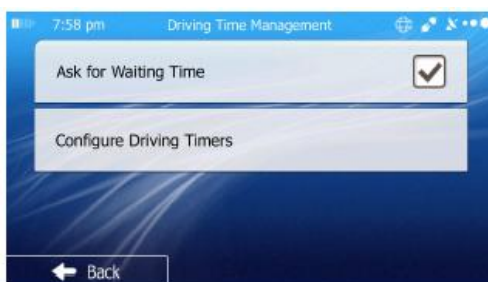 7:58 pm Driving Time Management
Ask for Waiting Time
Configure Driving Timers
Back